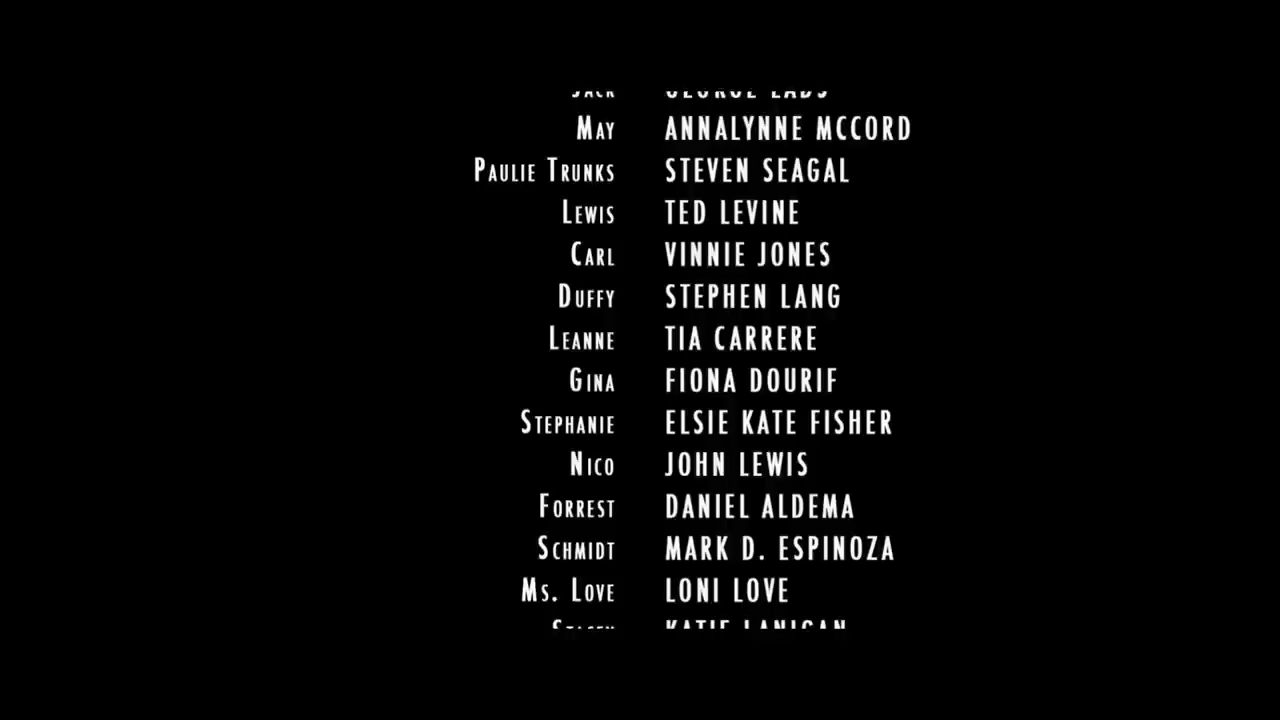 May ANNALYNNE MCCORD
Paulie Trunks STEVEN SEAGAL
Lewis TED LEVINE
Carl VINNIE JONES
Duffy STEPHEN LANG
Leanne TIA CARRERE
Gina FIONA DOURIF
Stephanie ELSIE KATE FISHER
Nico JOHN LEWIS
Forrest DANIEL ALDEMA
Schmidt MARK D. ESPINOZA
Ms. Love LONI LOVE